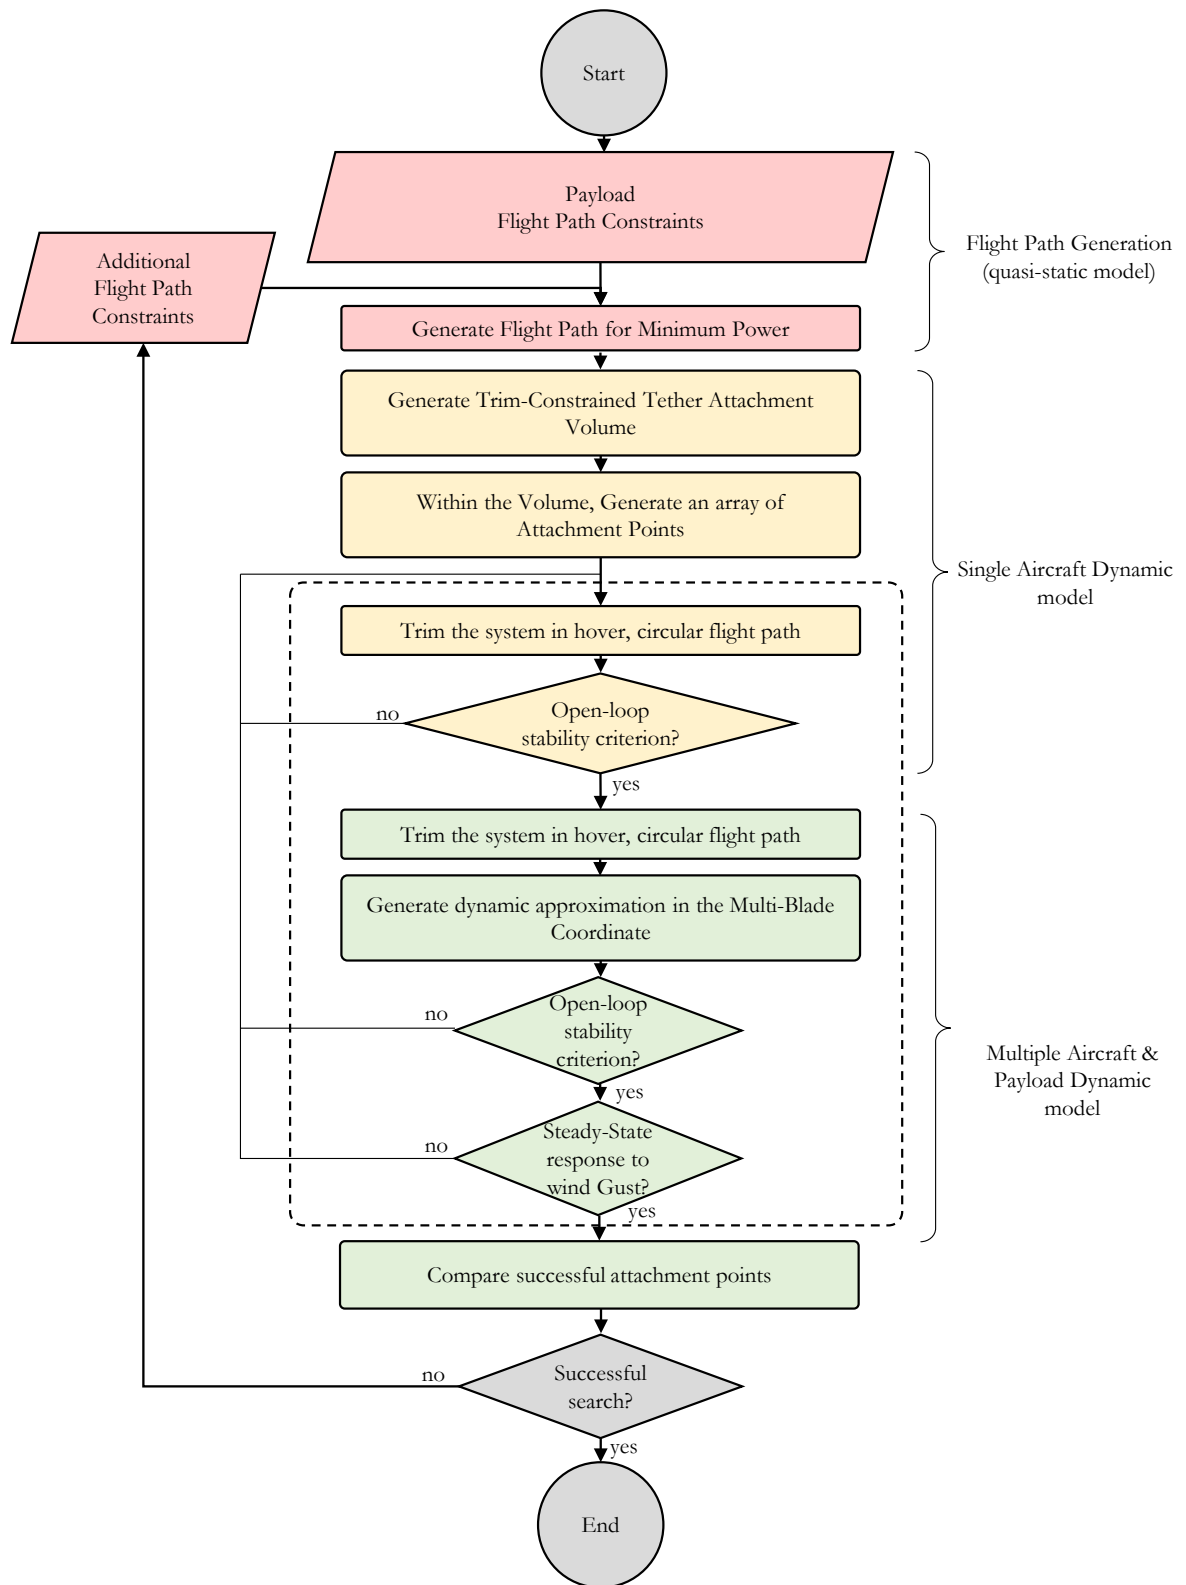 Start
Payload
Flight Path Constraints
Flight Path Generation
(quasi-static model)
Additional
Flight Path
Constraints
Generate Flight Path for Minimum Power
Generate Trim-Constrained Tether Attachment
Volume
Within the Volume, Generate an array of
Attachment Points
Single Aircraft Dynamic
model
Trim the system in hover, circular flight path
no
Open-loop
stability criterion?
yes
Trim the system in hover, circular flight path
Generate dynamic approximation in the Multi-Blade
Coordinate
no
Open-loop
stability
criterion?
Multiple Aircraft &
Payload Dynamic
model
yes
no
Steady-State
response to
wind Gust?
yes
Compare successful attachment points
no
Successful
search?
yes
End